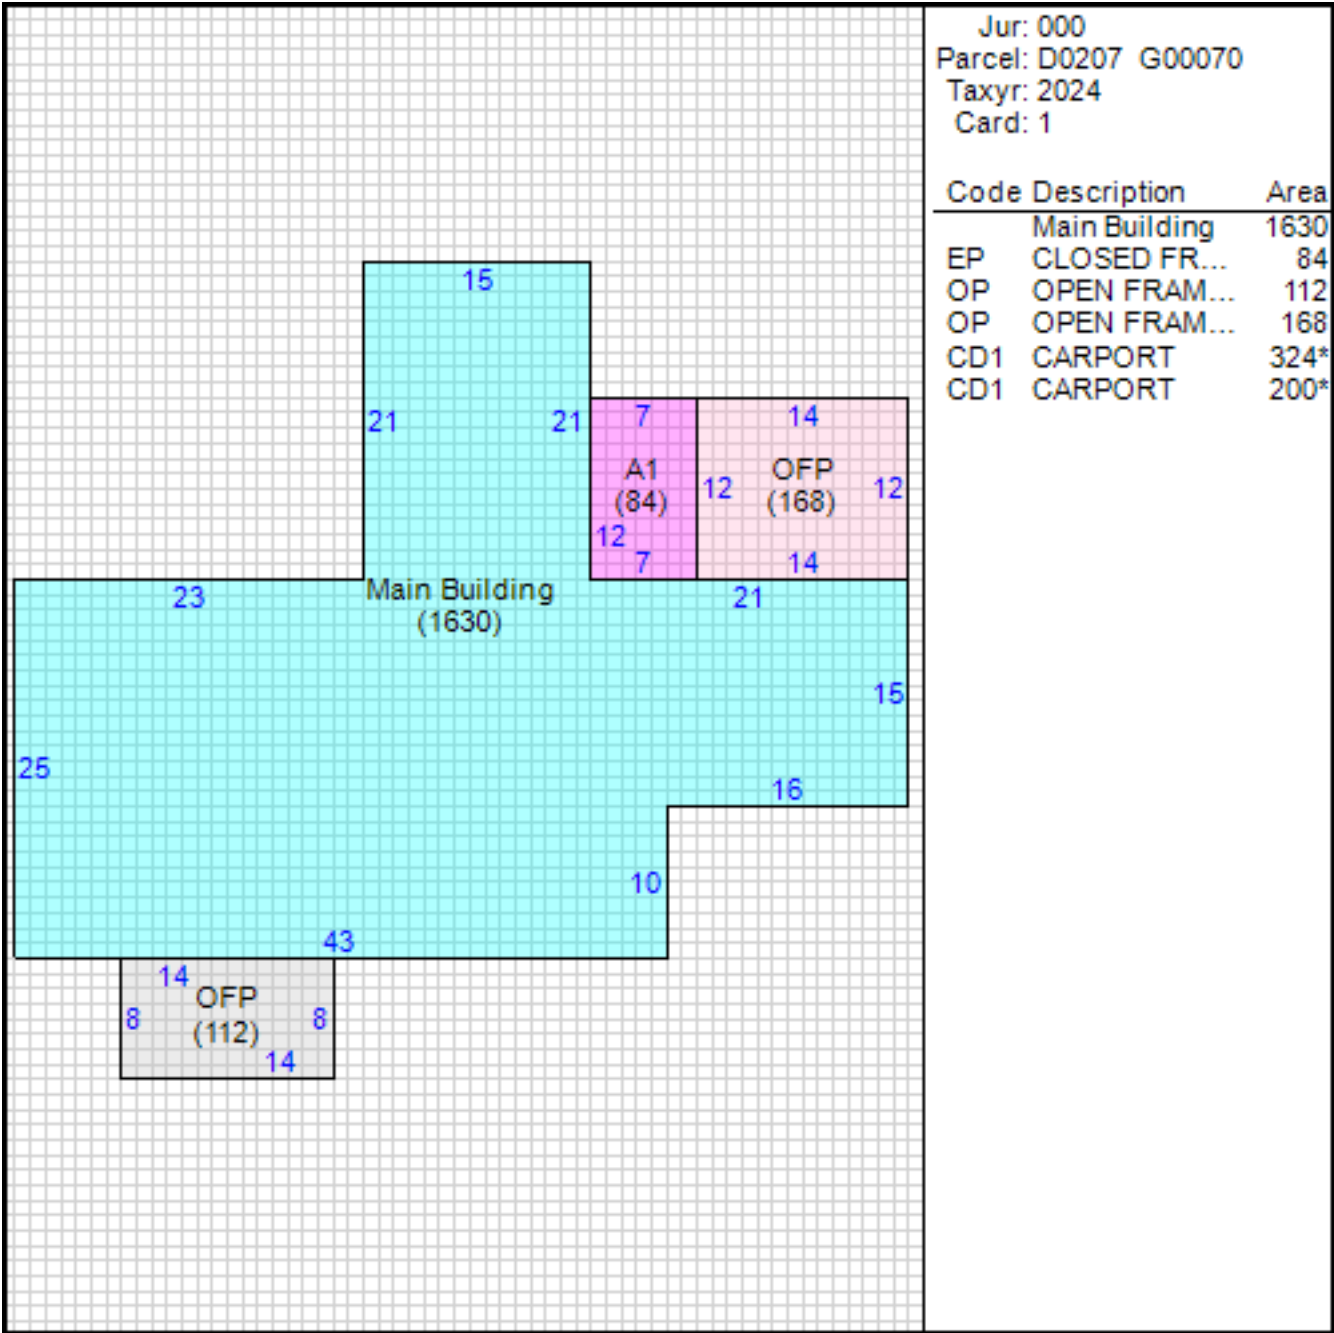 Jur: 000
Parcel: D0207 G00070
Taxyr: 2024
Card: 1
Code Description Area
Main Building 1630
EP CLOSED FR... 84
OP OPEN FRAM... 112
OP OPEN FRAM... 168
CD1 CARPORT 324*
CD1 CARPORT 200*
15
21 21
7 14
A1 OFP
(84) (168)
12 12
12
7 14
23 Main Building 21
(1630)
15
25
16
10
43
14
OFP
8 8
(112)
14